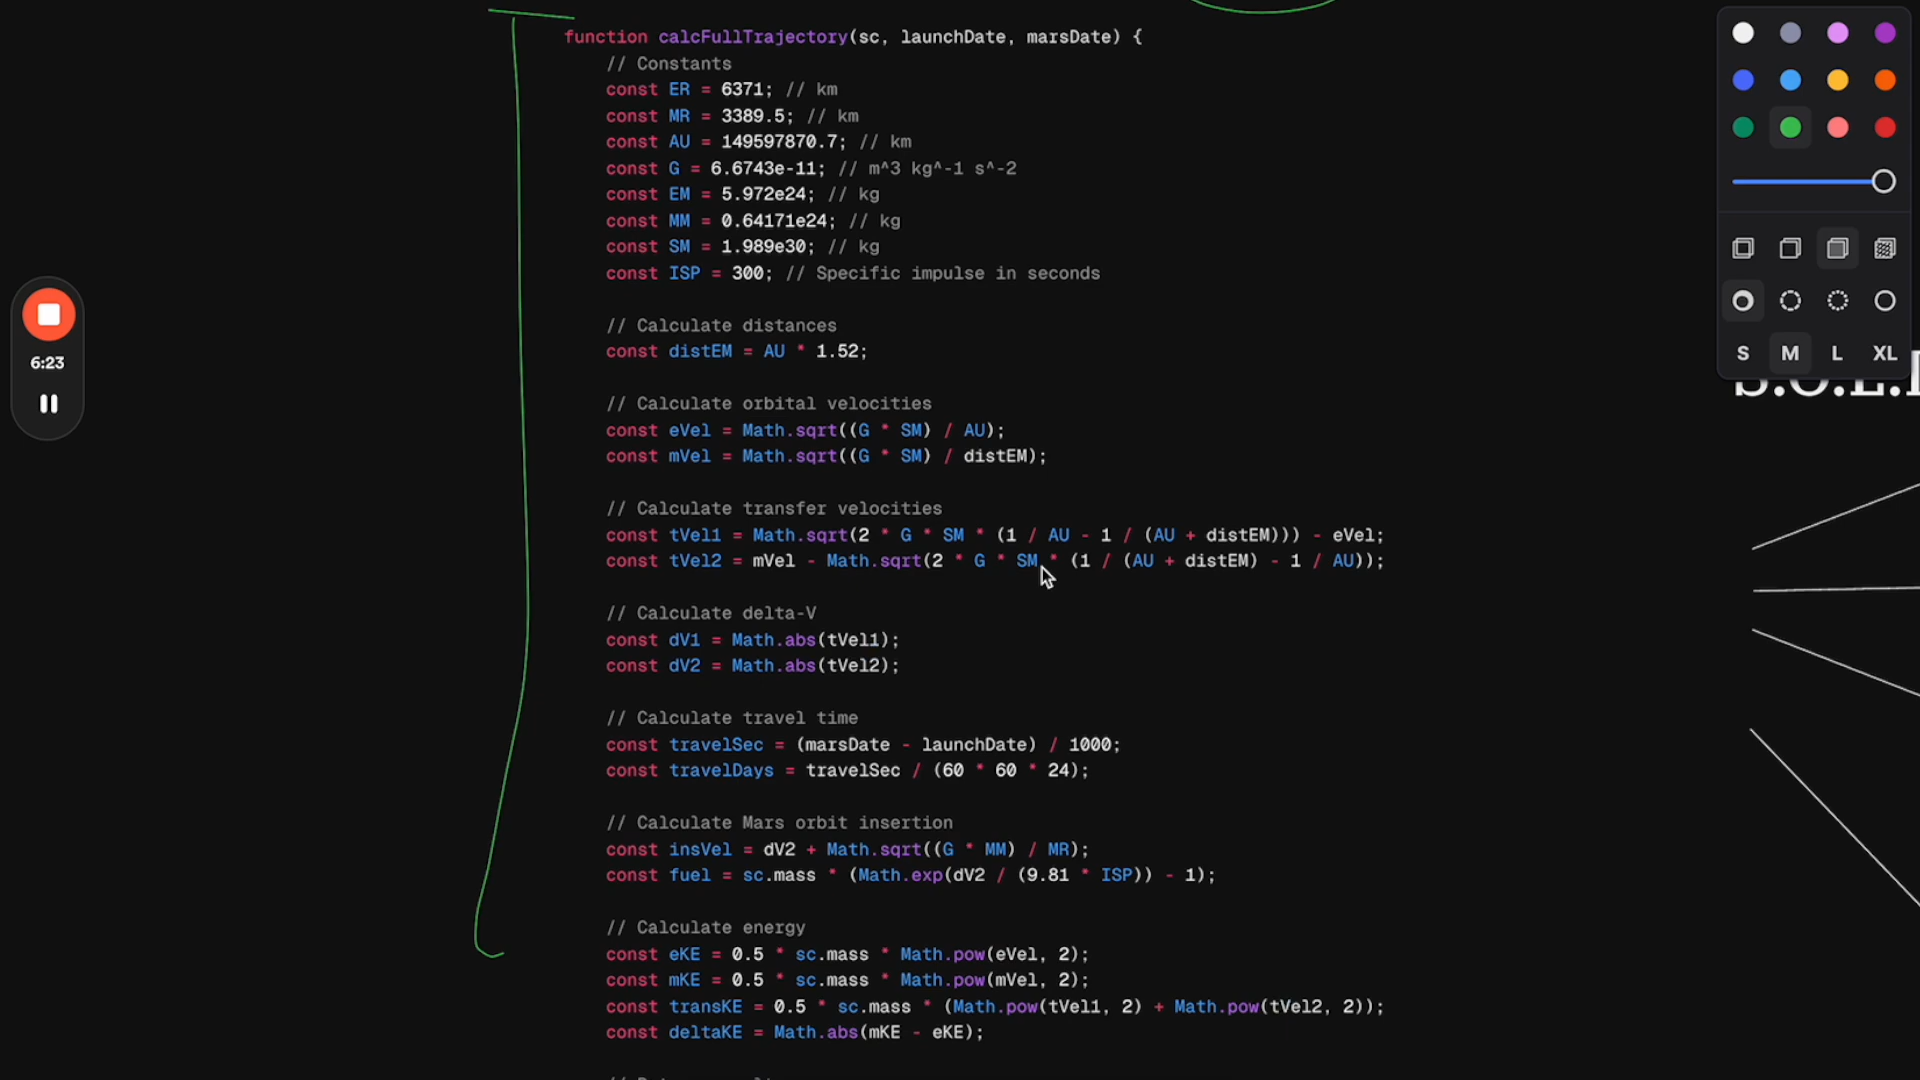 function calcFullTrajectory(sc, launchDate, marsDate) {
// Constants
const ER = 6371; // km
const MR = 3389.5; // km
const AU = 149597870.7; // km
const G = 6.6743e-11; // m^3 kg^-1 s^-2
const EM = 5.972e24; // kg
const MM = 0.64171e24; // kg
const SM = 1.989e30; // kg
const ISP = 300; // Specific impulse in seconds
// Calculate distances
const distEM = AU * 1.52;
// Calculate orbital velocities
const eVel = Math.sqrt((G * SM) / AU);
const mVel = Math.sqrt((G * SM) / distEM);
// Calculate transfer velocities
const tVel1 = Math.sqrt(2 * G * SM * (1 / AU - 1 / (AU + distEM))) - eVel;
const tVel2 = mVel - Math.sqrt(2 * G * SM * (1 / (AU + distEM) - 1 / AU));
// Calculate delta-V
const dV1 = Math.abs(tVel1);
const dV2 = Math.abs(tVel2);
// Calculate travel time
const travelSec = (marsDate - launchDate) / 1000;
const travelDays = travelSec / (60 * 60 * 24);
// Calculate Mars orbit insertion
const insVel = dV2 + Math.sqrt((G * MM) / MR);
const fuel = sc.mass * (Math.exp(dV2 / (9.81 * ISP)) - 1);
// Calculate energy
const eKE = 0.5 * sc.mass * Math.pow(eVel, 2);
const mKE = 0.5 * sc.mass * Math.pow(mVel, 2);
const transKE = 0.5 * sc.mass * (Math.pow(tVel1, 2) + Math.pow(tVel2, 2));
const deltaKE = Math.abs(mKE - eKE);
6:23
S M L XL